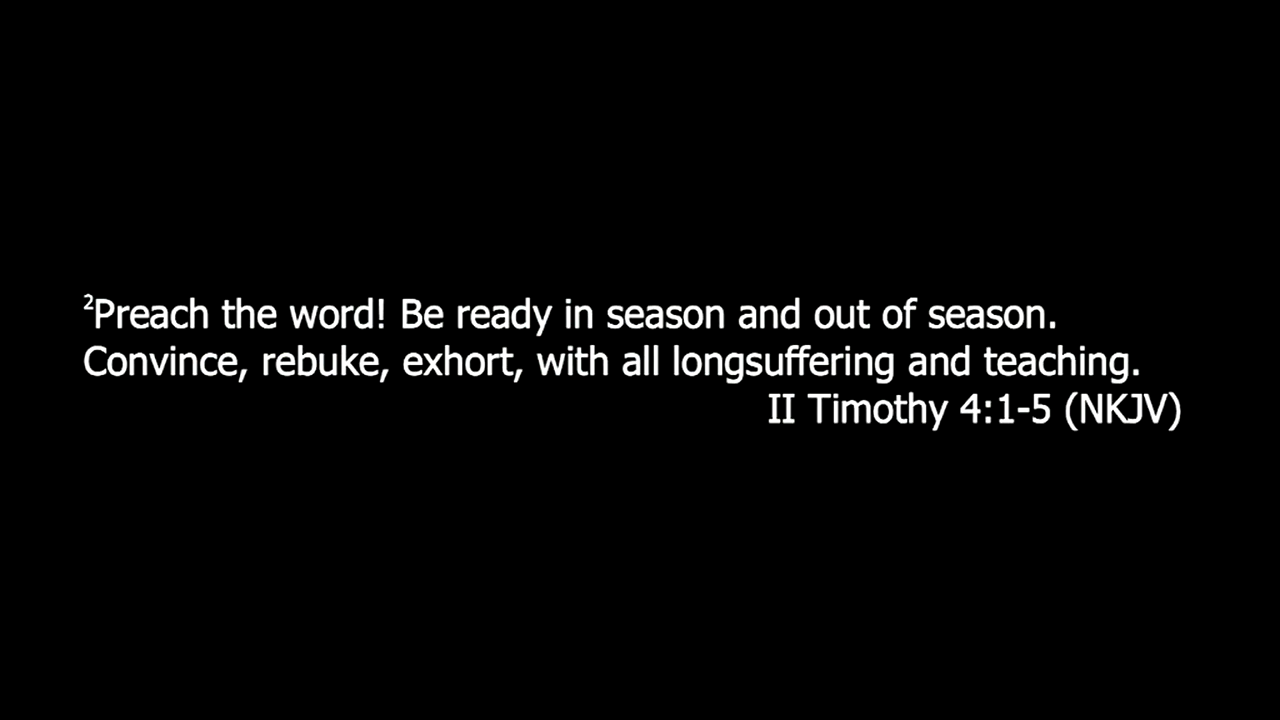 ²Preach the word! Be ready in season and out of season.
Convince, rebuke, exhort, with all longsuffering and teaching.
II Timothy 4:1-5 (NKJV)